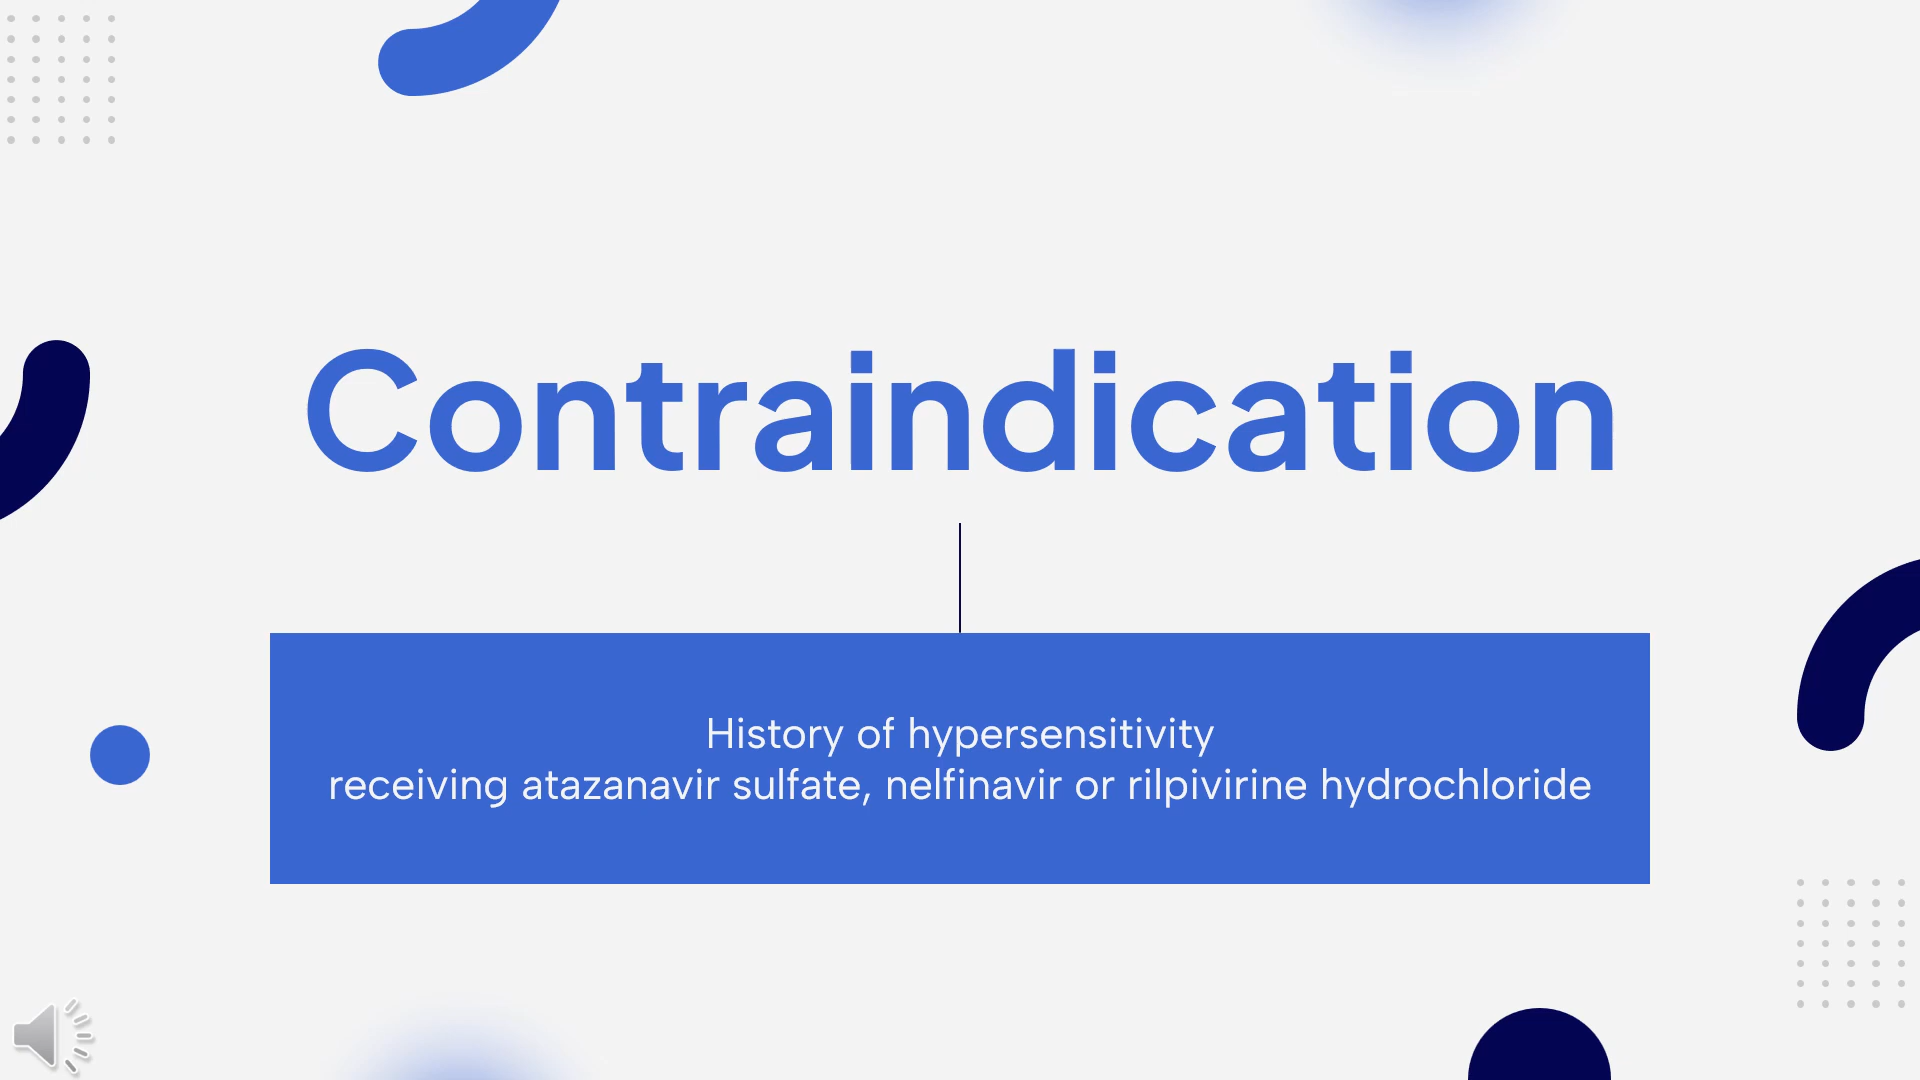 Contraindication
History of hypersensitivity
receiving atazanavir sulfate, nelfinavir or rilpivirine hydrochloride